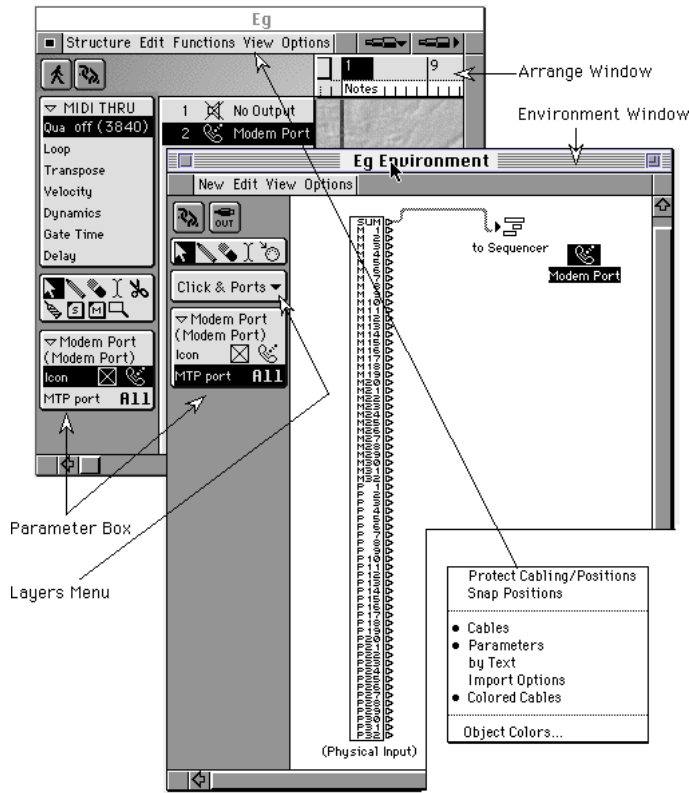 Eg
Structure Edit Functions View Options
1 9
Notes
Arrange Window
Environment Window
MIDI THRU
Qua off (3840)
Loop
Transpose
Velocity
Dynamics
Gate Time
Delay
1 No Output
2 Modem Port
S M
Modem Port
(Modem Port)
Icon
MTP port All
Eg Environment
New Edit View Options
OUT
Click & Ports
Modem Port
(Modem Port)
Icon
MTP port All
SUM
to Sequencer
Modem Port
(Physical Input)
Parameter Box
Layers Menu
Protect Cabling/Positions
Snap Positions
Cables
Parameters
by Text
Import Options
Colored Cables
Object Colors...